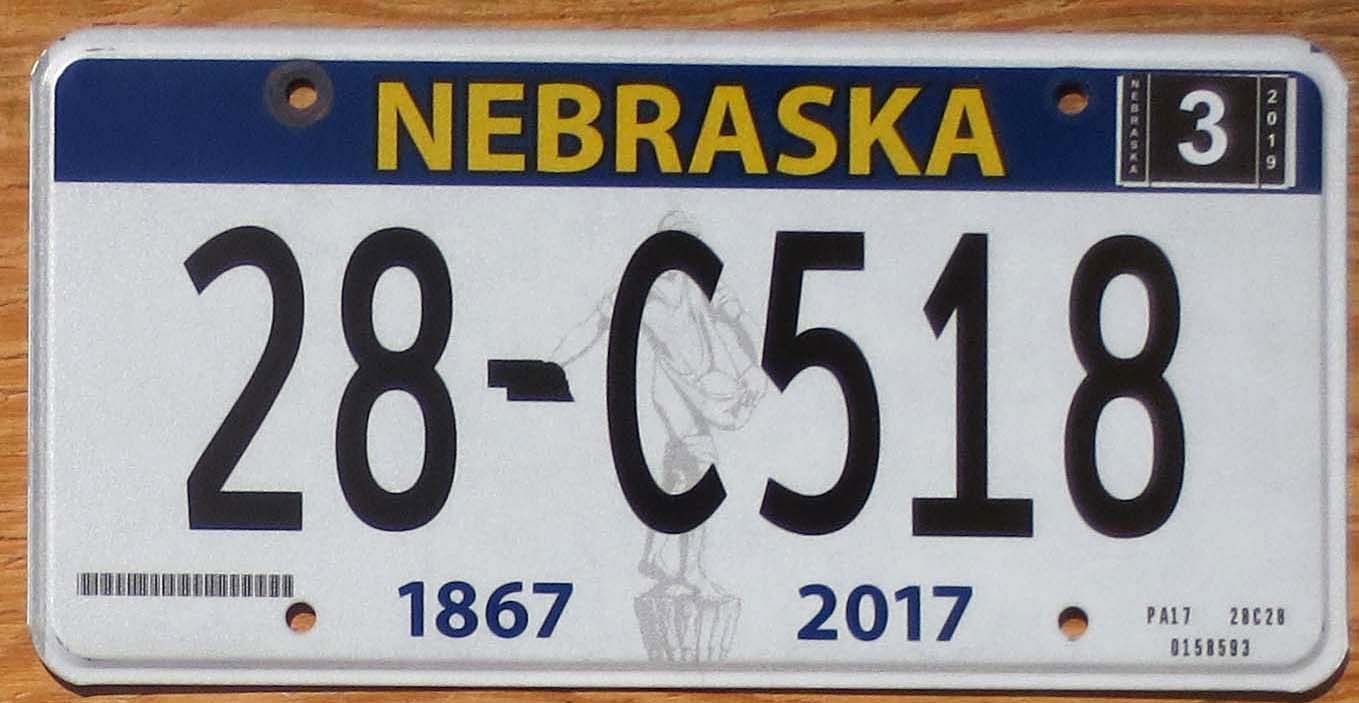 NEBRASKA
NEBRASKA 3 2019
28-C518
1867 2017
PA17 28C28
0158593